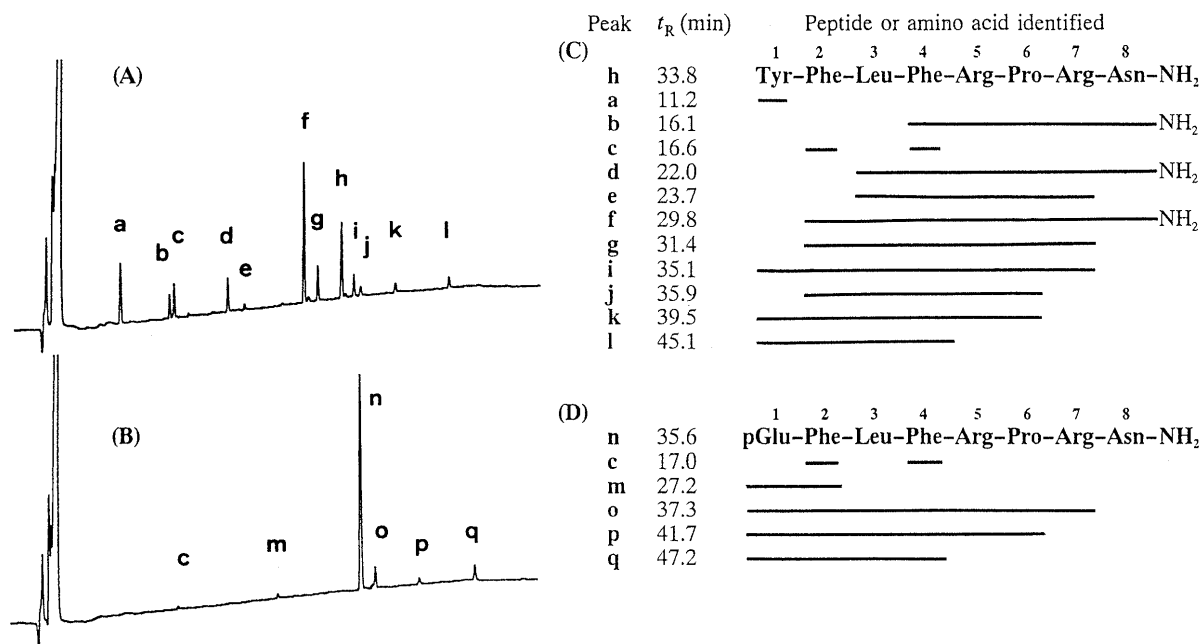 (A)
a
b
c
d
e
f
g
h
i
j
k
l
(B)
c
m
n
o
p
q
Peak tR (min) Peptide or amino acid identified
(C) 1 2 3 4 5 6 7 8
h 33.8 Tyr–Phe–Leu–Phe–Arg–Pro–Arg–Asn–NH2
a 11.2
b 16.1 NH2
c 16.6
d 22.0 NH2
e 23.7
f 29.8 NH2
g 31.4
i 35.1
j 35.9
k 39.5
l 45.1
(D) 1 2 3 4 5 6 7 8
n 35.6 pGlu–Phe–Leu–Phe–Arg–Pro–Arg–Asn–NH2
c 17.0
m 27.2
o 37.3
p 41.7
q 47.2